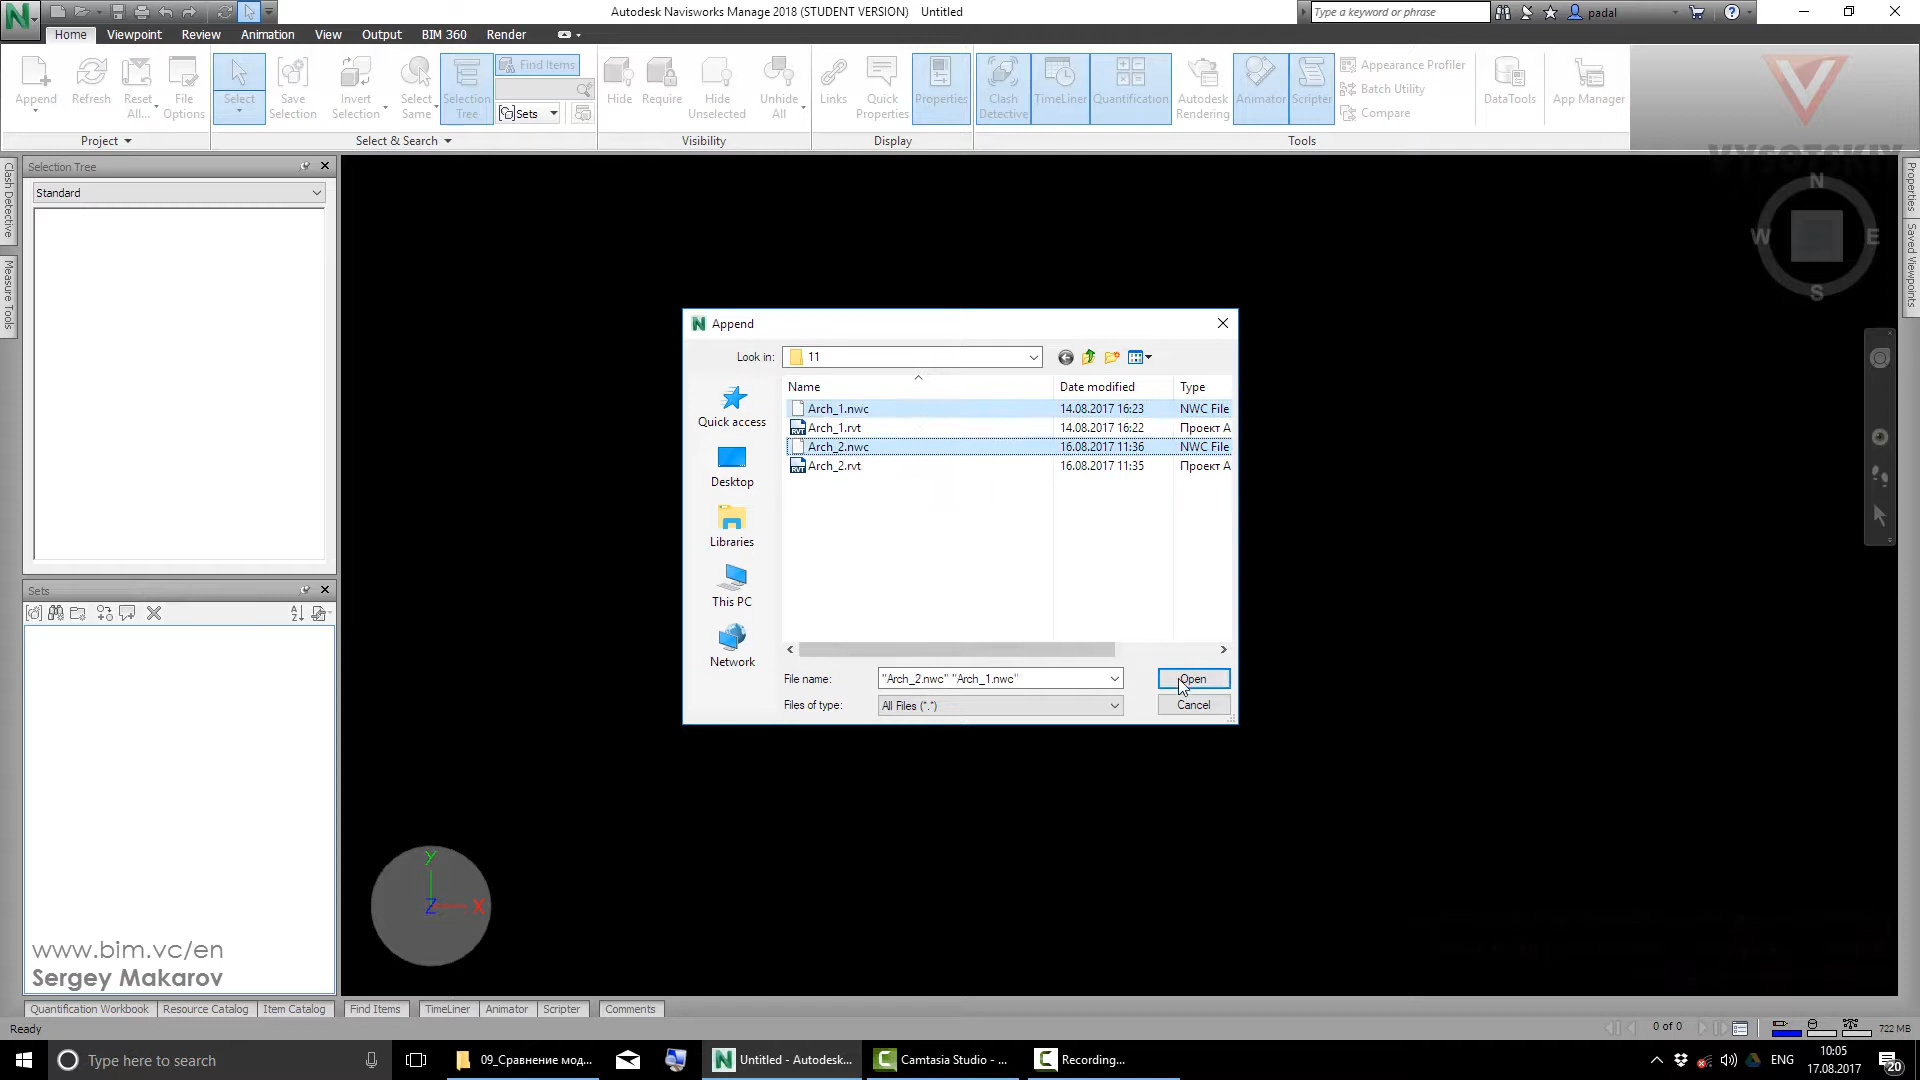 Autodesk Navisworks Manage 2018 (STUDENT VERSION) Untitled
Type a keyword or phrase
padal
Home Viewpoint Review Animation View Output BIM 360 Render
Append
Refresh
Reset All...
File Options
Project
Select
Save Selection
Invert Selection
Select Same
Selection Tree
Find Items
Sets
Select & Search
Hide
Require
Hide Unselected
Unhide All
Visibility
Links
Quick Properties
Properties
Display
Clash Detective
TimeLiner
Quantification
Autodesk Rendering
Animator
Scripter
Appearance Profiler
Batch Utility
Compare
DataTools
App Manager
Tools
VYSOTSKIY
Clash Detective
Measure Tools
Selection Tree
Standard
Sets
Properties
Saved Viewpoints
N
W
E
S
Append
Look in: 11
Name Date modified Type
Arch_1.nwc 14.08.2017 16:23 NWC File
Arch_1.rvt 14.08.2017 16:22 Проект A
Arch_2.nwc 16.08.2017 11:36 NWC File
Arch_2.rvt 16.08.2017 11:35 Проект A
Quick access
Desktop
Libraries
This PC
Network
File name: "Arch_2.nwc" "Arch_1.nwc"
Open
Files of type: All Files (*.*)
Cancel
Y
Z
X
www.bim.vc/en
Sergey Makarov
Quantification Workbook Resource Catalog Item Catalog Find Items TimeLiner Animator Scripter Comments
Ready
0 of 0
722 MB
Type here to search
09_Сравнение мод...
Untitled - Autodesk...
Camtasia Studio - ...
Recording...
ENG
10:05
17.08.2017
20